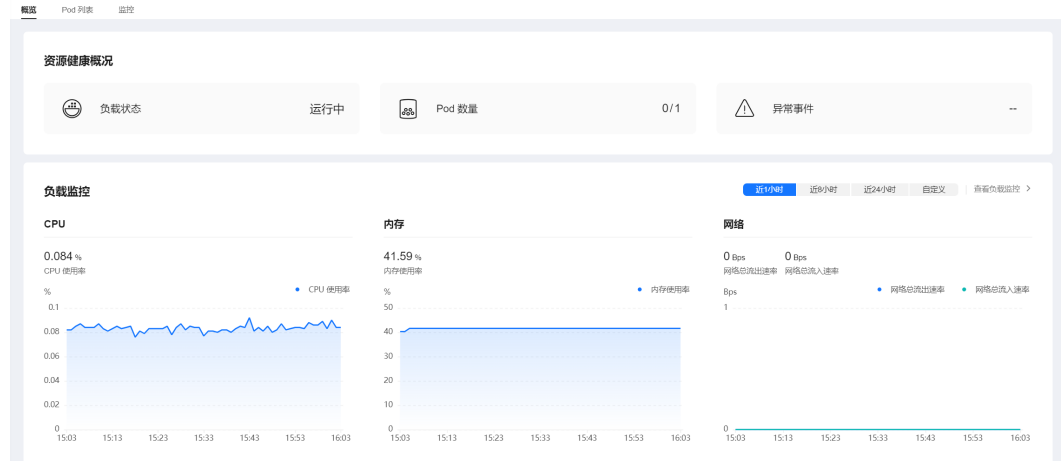 概览 Pod 列表 监控
资源健康概况
负载状态 运行中 Pod 数量 0/1 异常事件 --
负载监控 近1小时 近8小时 近24小时 自定义 查看负载监控 >
CPU 内存 网络
0.084 % 41.59 % 0 Bps 0 Bps
CPU 使用率 内存使用率 网络总流出速率 网络总流入速率
% CPU 使用率 % 内存使用率 Bps 网络总流出速率 网络总流入速率
0.1 50 1
0.08 40
0.06 30
0.04 20
0.02 10
0 0 0
15:03 15:13 15:23 15:33 15:43 15:53 16:03 15:03 15:13 15:23 15:33 15:43 15:53 16:03 15:03 15:13 15:23 15:33 15:43 15:53 16:03